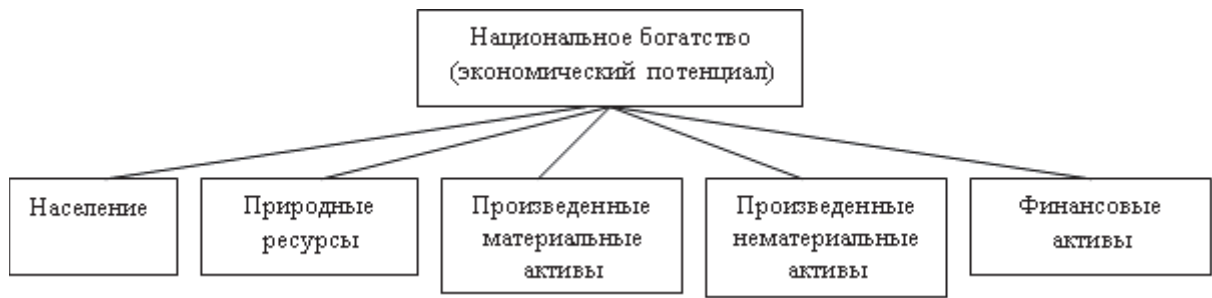 Национальное богатство
(экономический потенциал)
Население
Природные
ресурсы
Произведенные
материальные
активы
Произведенные
нематериальные
активы
Финансовые
активы